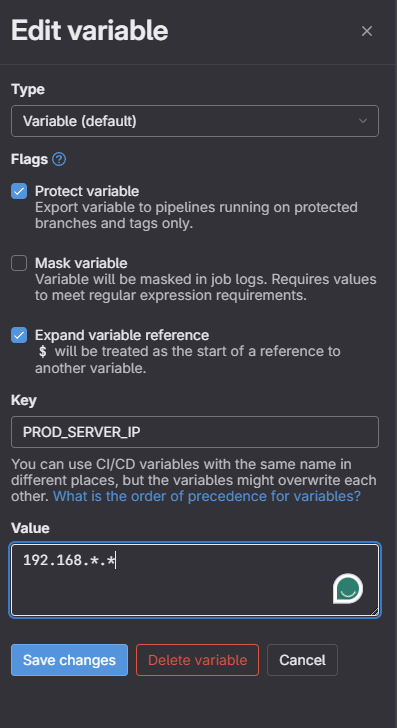 Edit variable
Type
Variable (default)
Flags
Protect variable
Export variable to pipelines running on protected
branches and tags only.
Mask variable
Variable will be masked in job logs. Requires values
to meet regular expression requirements.
Expand variable reference
$ will be treated as the start of a reference to
another variable.
Key
PROD_SERVER_IP
You can use CI/CD variables with the same name in
different places, but the variables might overwrite each
other. What is the order of precedence for variables?
Value
192.168.*.*
Save changes
Delete variable
Cancel